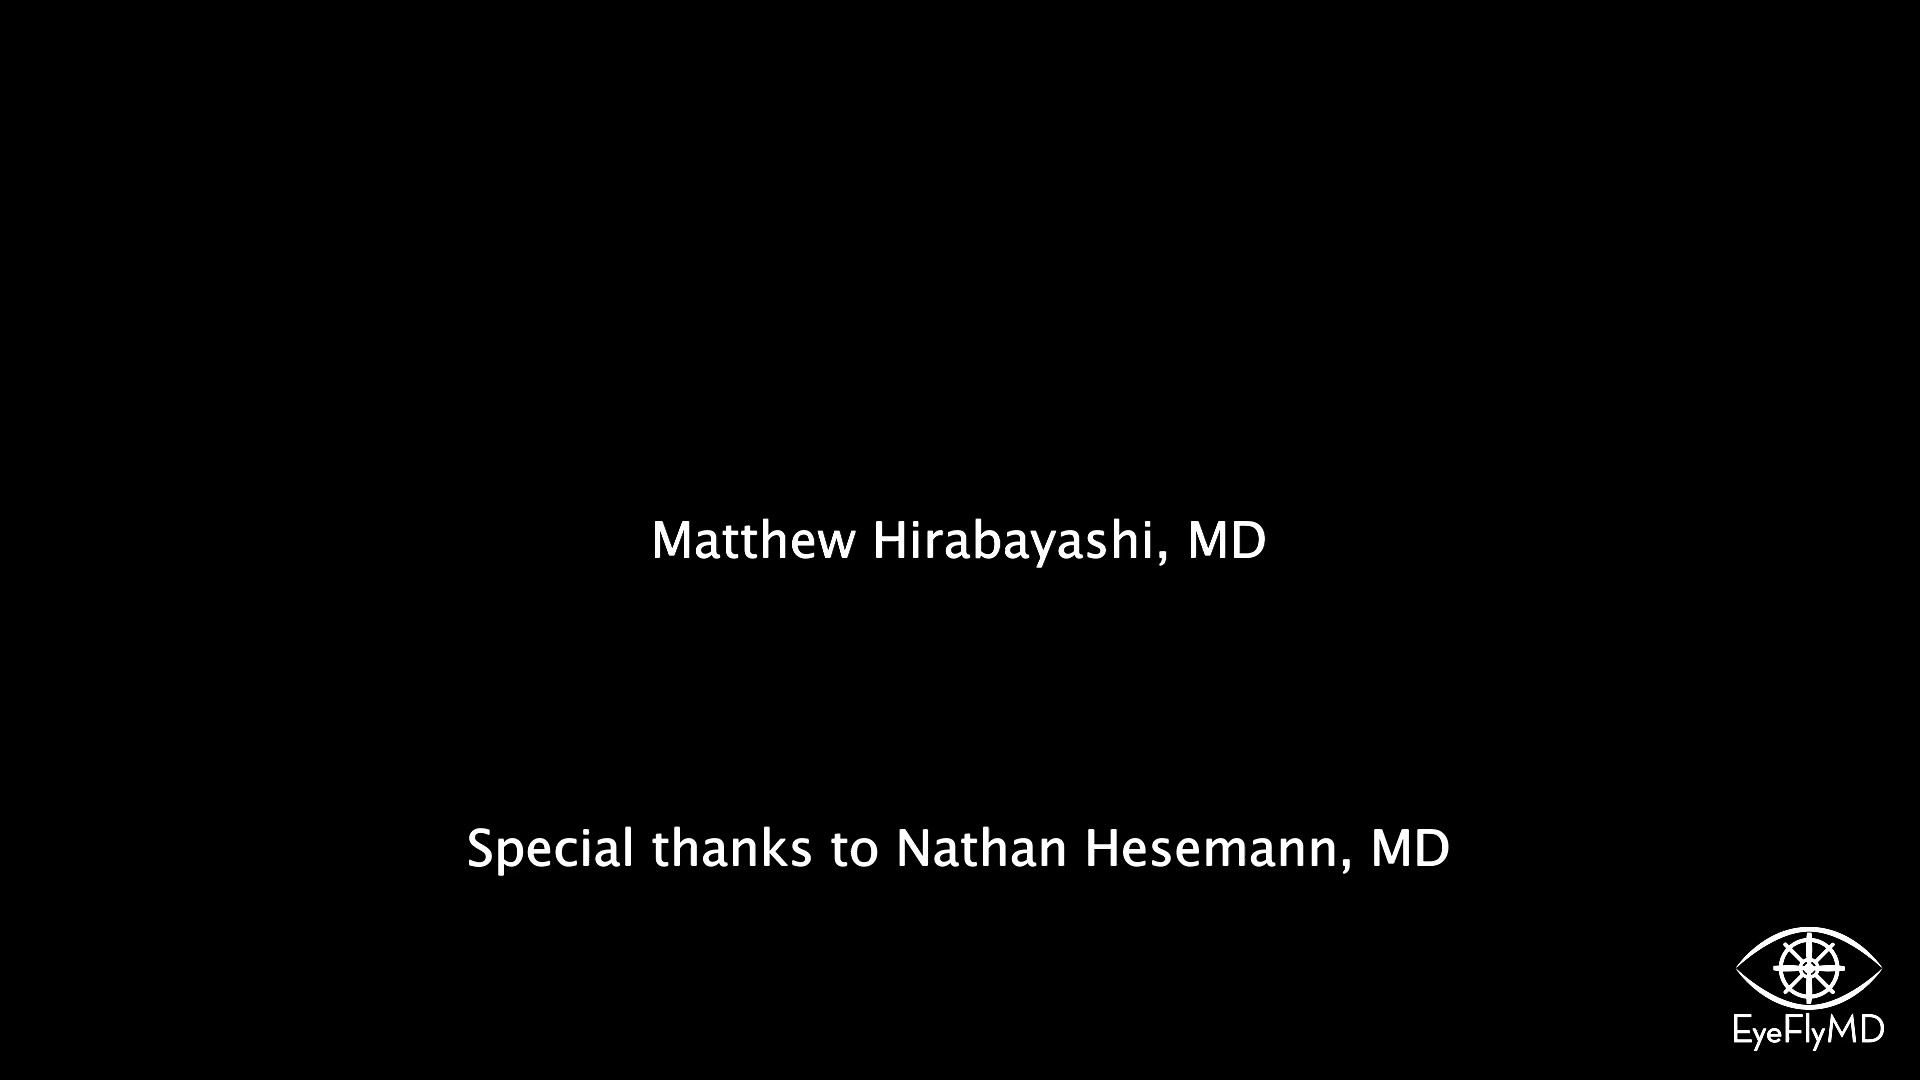 Matthew Hirabayashi, MD
Special thanks to Nathan Hesemann, MD
EyeFlyMD